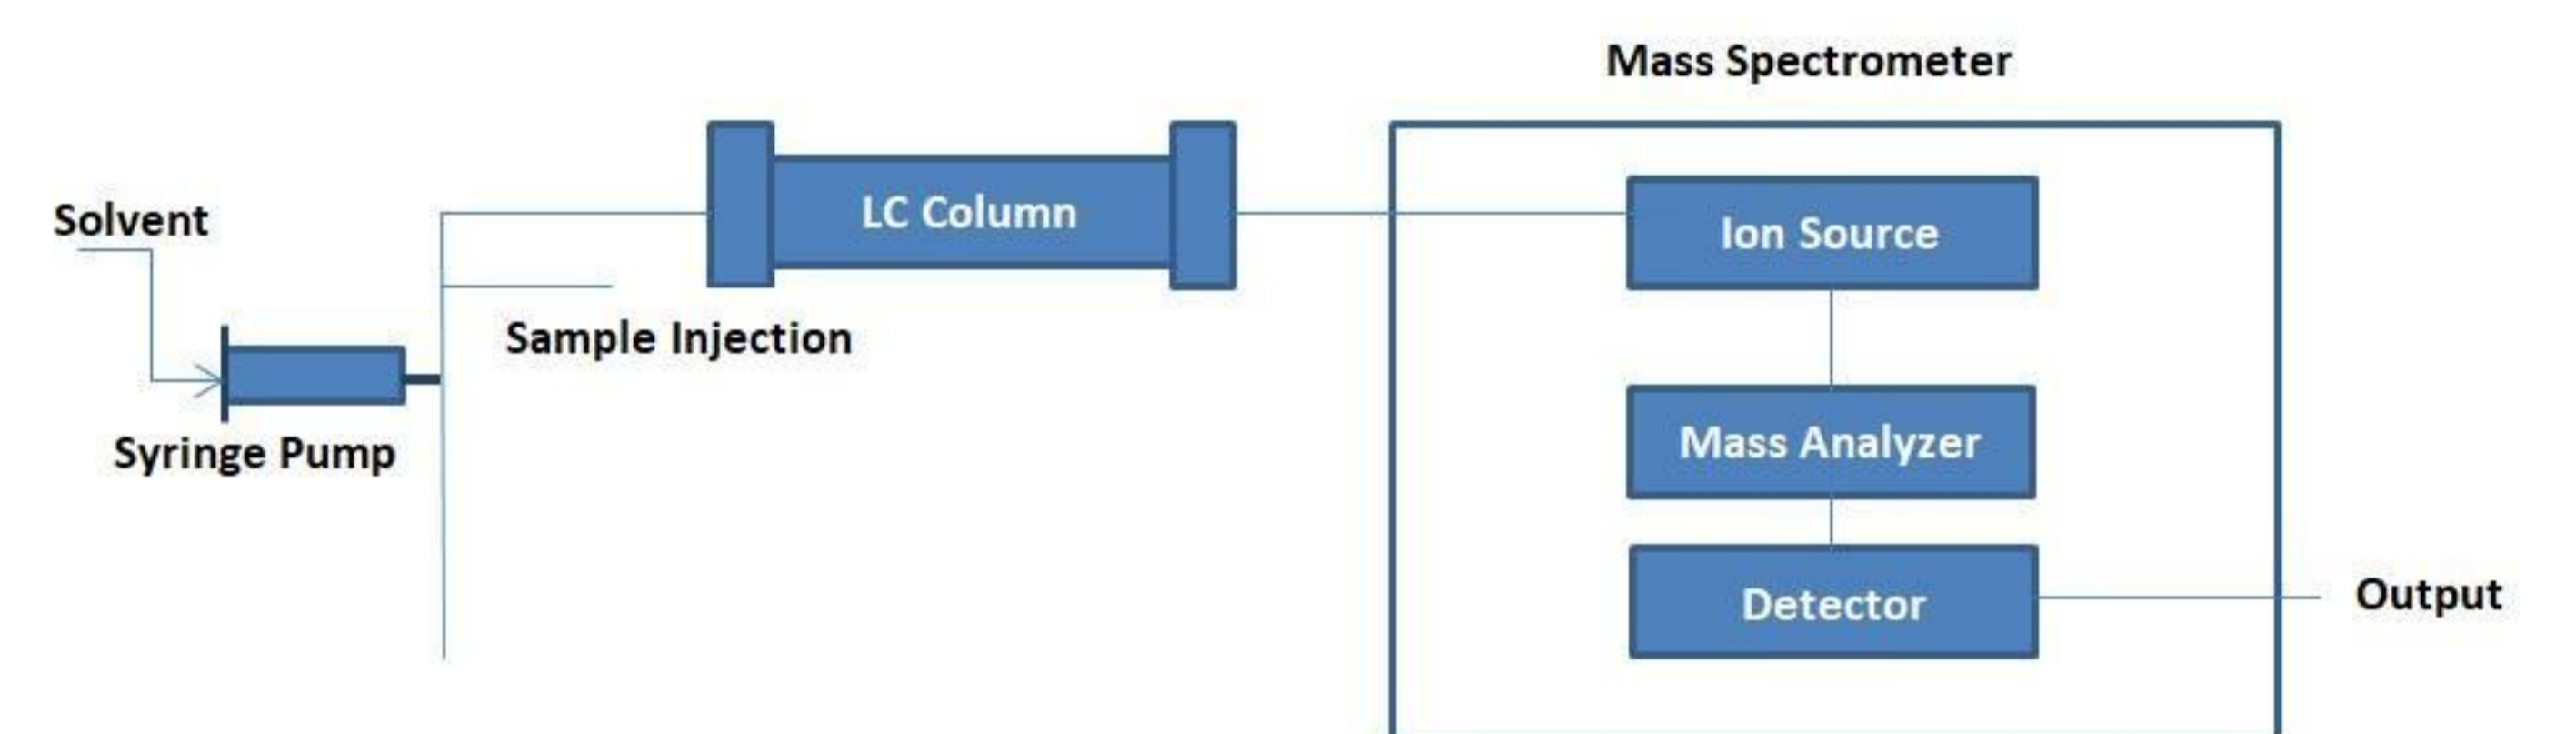 Mass Spectrometer
Solvent
LC Column
Ion Source
Sample Injection
Syringe Pump
Mass Analyzer
Detector
Output